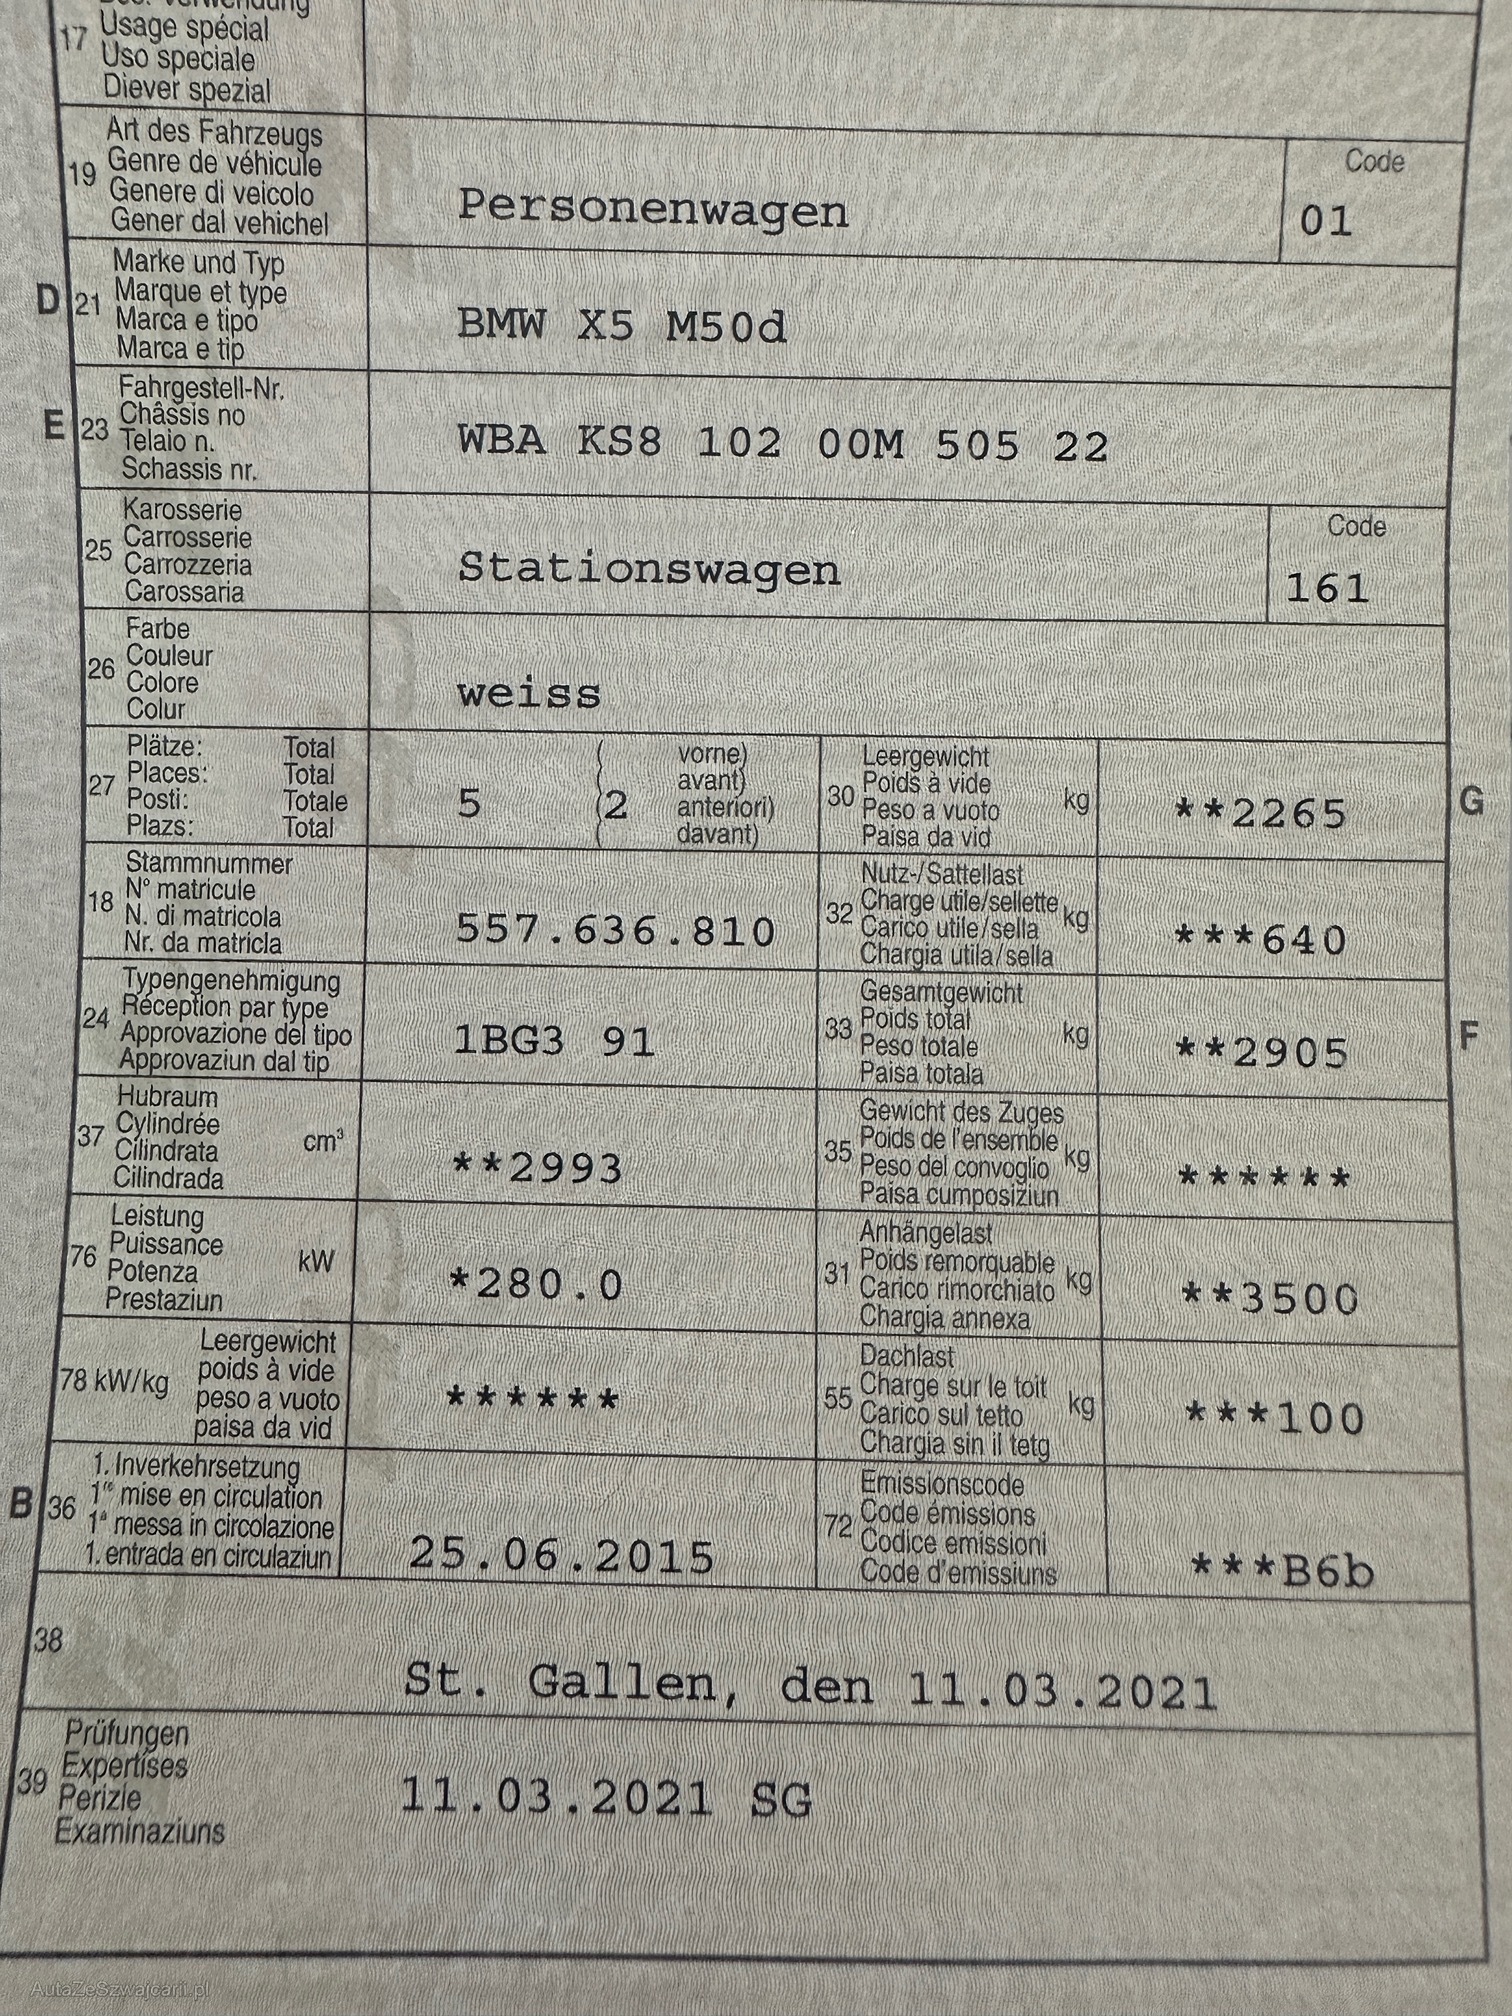 17 Usage spécial
Uso speciale
Diever spezial
Art des Fahrzeugs
19 Genre de véhicule
Genere di veicolo
Gener dal vehichel
Personenwagen
Code
01
Marke und Typ
D 21 Marque et type
Marca e tipo
Marca e tip
BMW X5 M50d
Fahrgestell-Nr.
E 23 Châssis no
Telaio n.
Schassis nr.
WBA KS8 102 00M 505 22
Karosserie
25 Carrosserie
Carrozzeria
Carossaria
Stationswagen
Code
161
Farbe
26 Couleur
Colore
Colur
weiss
Plätze: Total
27 Places: Total
Posti: Totale
Plazs: Total
5 (2 vorne)
avant)
anteriori)
davant)
Leergewicht
30 Poids à vide kg
Peso a vuoto
Paisa da vid
**2265
G
Stammnummer
18 N° matricule
N. di matricola
Nr. da matricla
557.636.810
Nutz-/Sattellast
32 Charge utile/sellette kg
Carico utile/sella
Chargia utila/sella
***640
Typengenehmigung
24 Réception par type
Approvazione del tipo
Approvaziun dal tip
1BG3 91
Gesamtgewicht
33 Poids total kg
Peso totale
Paisa totala
**2905
F
Hubraum
37 Cylindrée cm³
Cilindrata
Cilindrada
**2993
Gewicht des Zuges
35 Poids de l'ensemble kg
Peso del convoglio
Paisa cumposiziun
******
Leistung
76 Puissance kW
Potenza
Prestaziun
*280.0
Anhängelast
31 Poids remorquable kg
Carico rimorchiato
Chargia annexa
**3500
Leergewicht
78 kW/kg poids à vide
peso a vuoto
paisa da vid
******
Dachlast
55 Charge sur le toit kg
Carico sul tetto
Chargia sin il tetg
***100
1. Inverkehrsetzung
B 36 1re mise en circulation
1a messa in circolazione
1. entrada en circulaziun
25.06.2015
Emissionscode
72 Code émissions
Codice emissioni
Code d'emissiuns
***B6b
38
St. Gallen, den 11.03.2021
Prüfungen
39 Expertises
Perizie
Examinaziuns
11.03.2021 SG
AutaZeSzwajcarii.pl